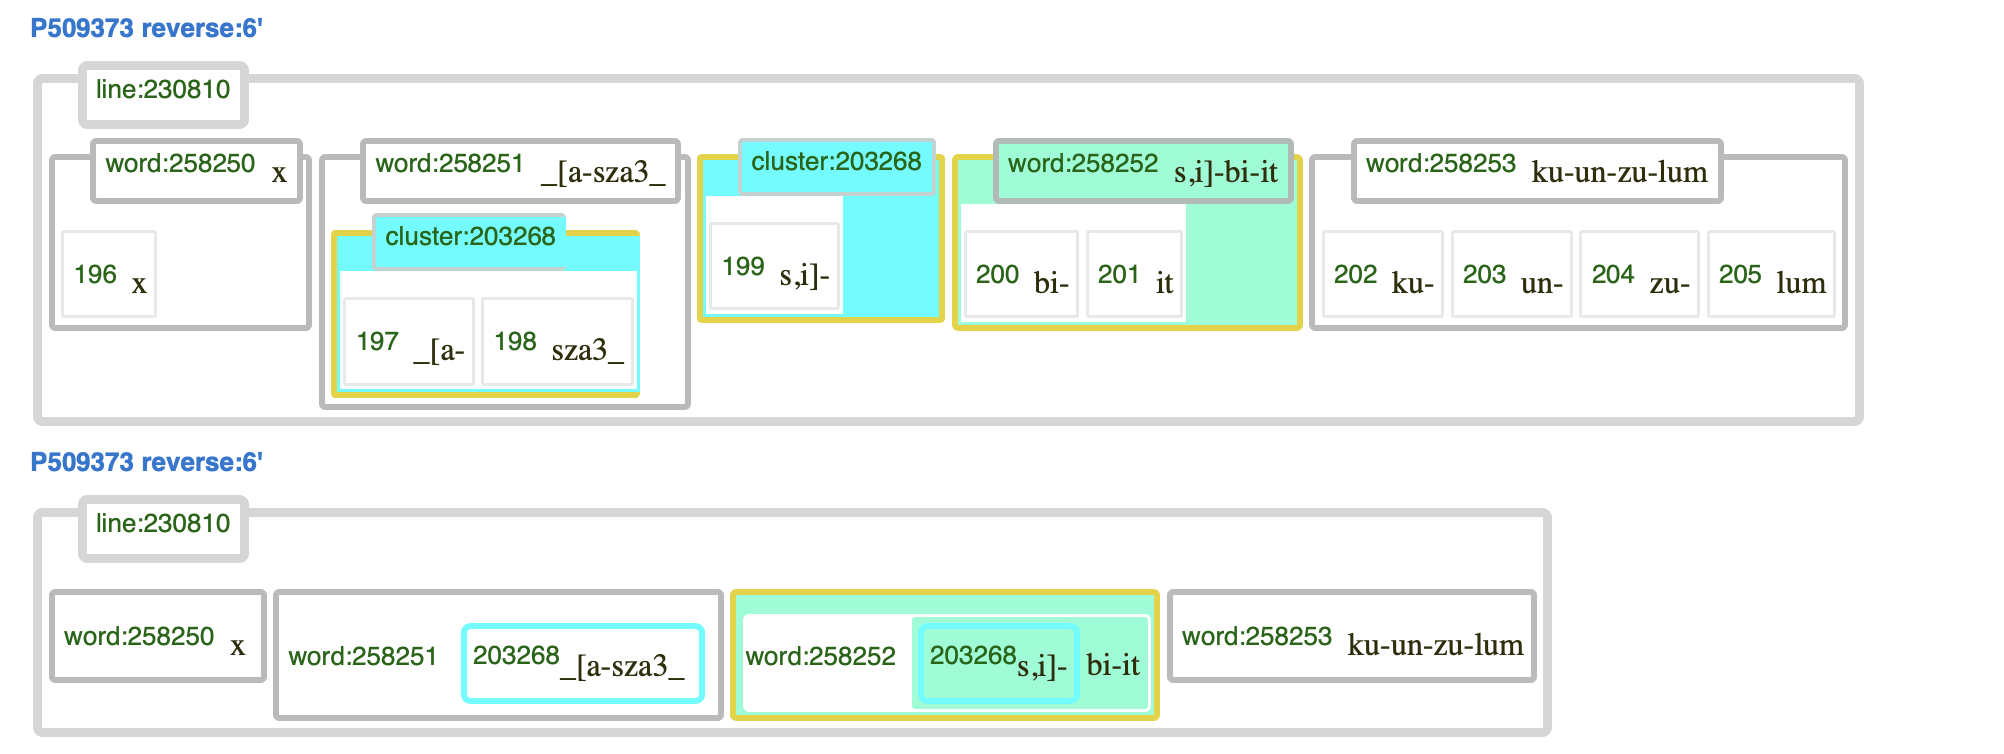 P509373 reverse:6'
line:230810
word:258250 x word:258251 _[a-sza3_ cluster:203268 word:258252 s,i]-bi-it word:258253 ku-un-zu-lum
cluster:203268
196 x 199 s,i]- 200 bi- 201 it 202 ku- 203 un- 204 zu- 205 lum
197 _[a- 198 sza3_
P509373 reverse:6'
line:230810
word:258250 x word:258251 203268 _[a-sza3_ word:258252 203268 s,i]- bi-it word:258253 ku-un-zu-lum